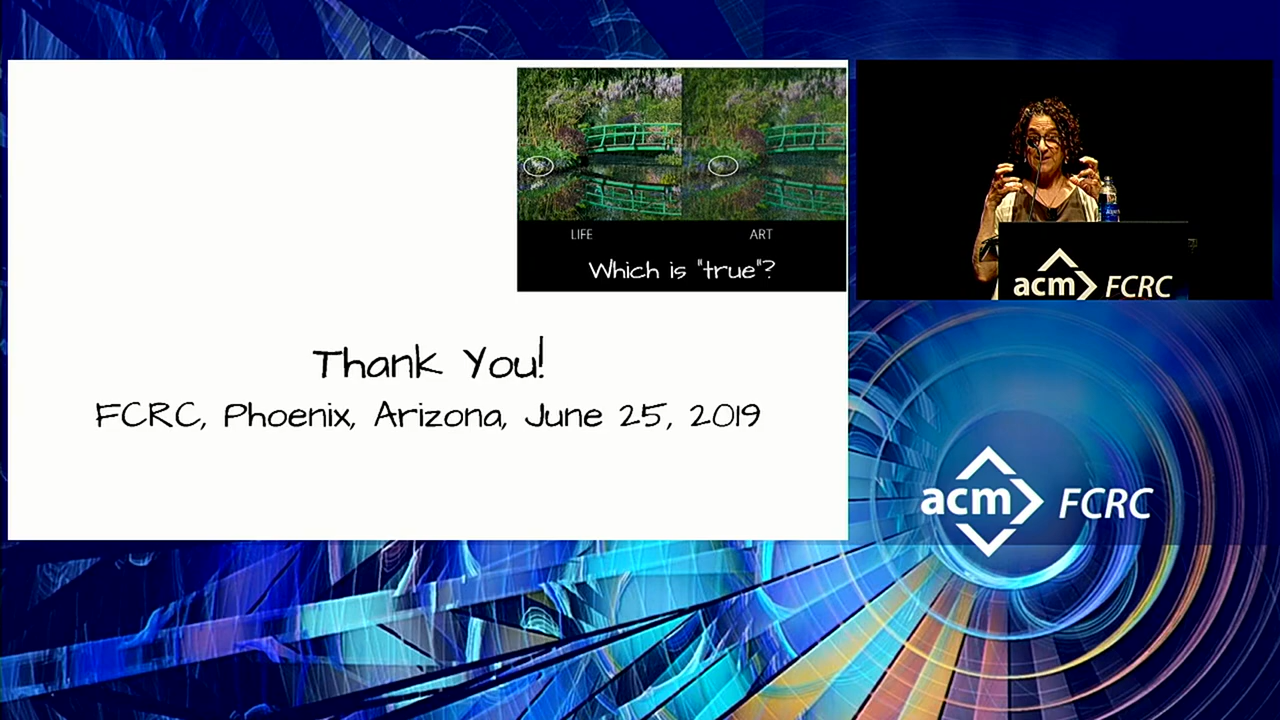 LIFE
ART
Which is "true"?
Thank You!
FCRC, Phoenix, Arizona, June 25, 2019
acm FCRC
acm FCRC